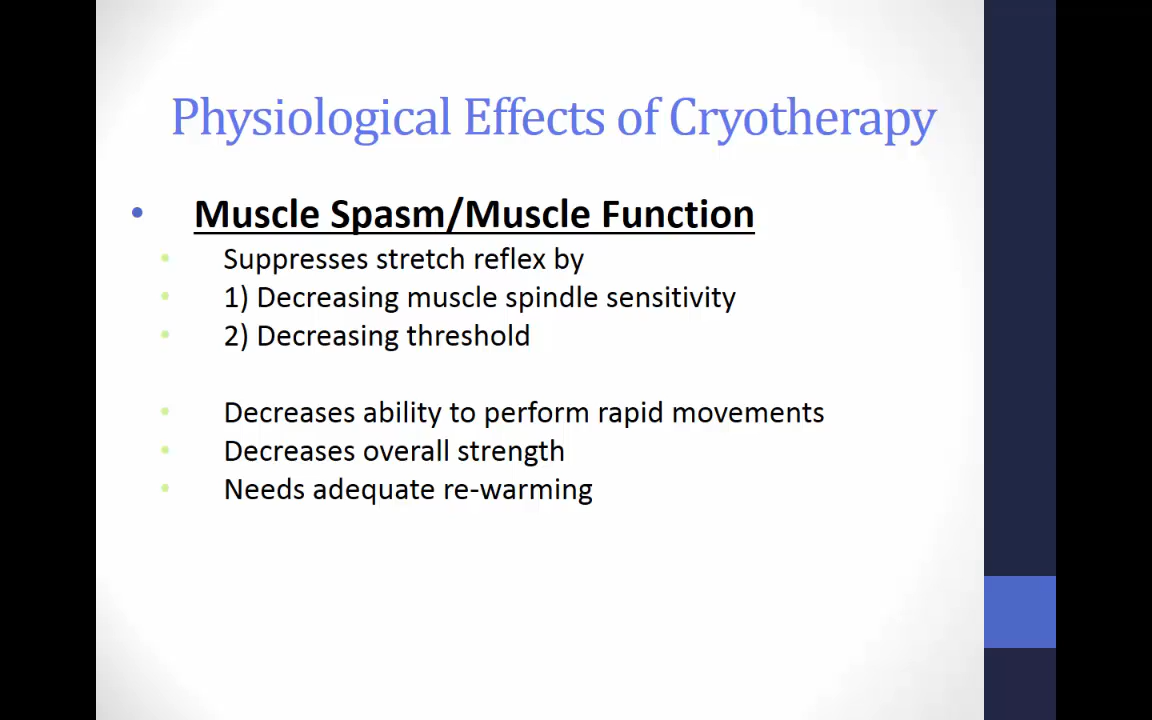 Physiological Effects of Cryotherapy
• Muscle Spasm/Muscle Function
• Suppresses stretch reflex by
• 1) Decreasing muscle spindle sensitivity
• 2) Decreasing threshold
• Decreases ability to perform rapid movements
• Decreases overall strength
• Needs adequate re-warming